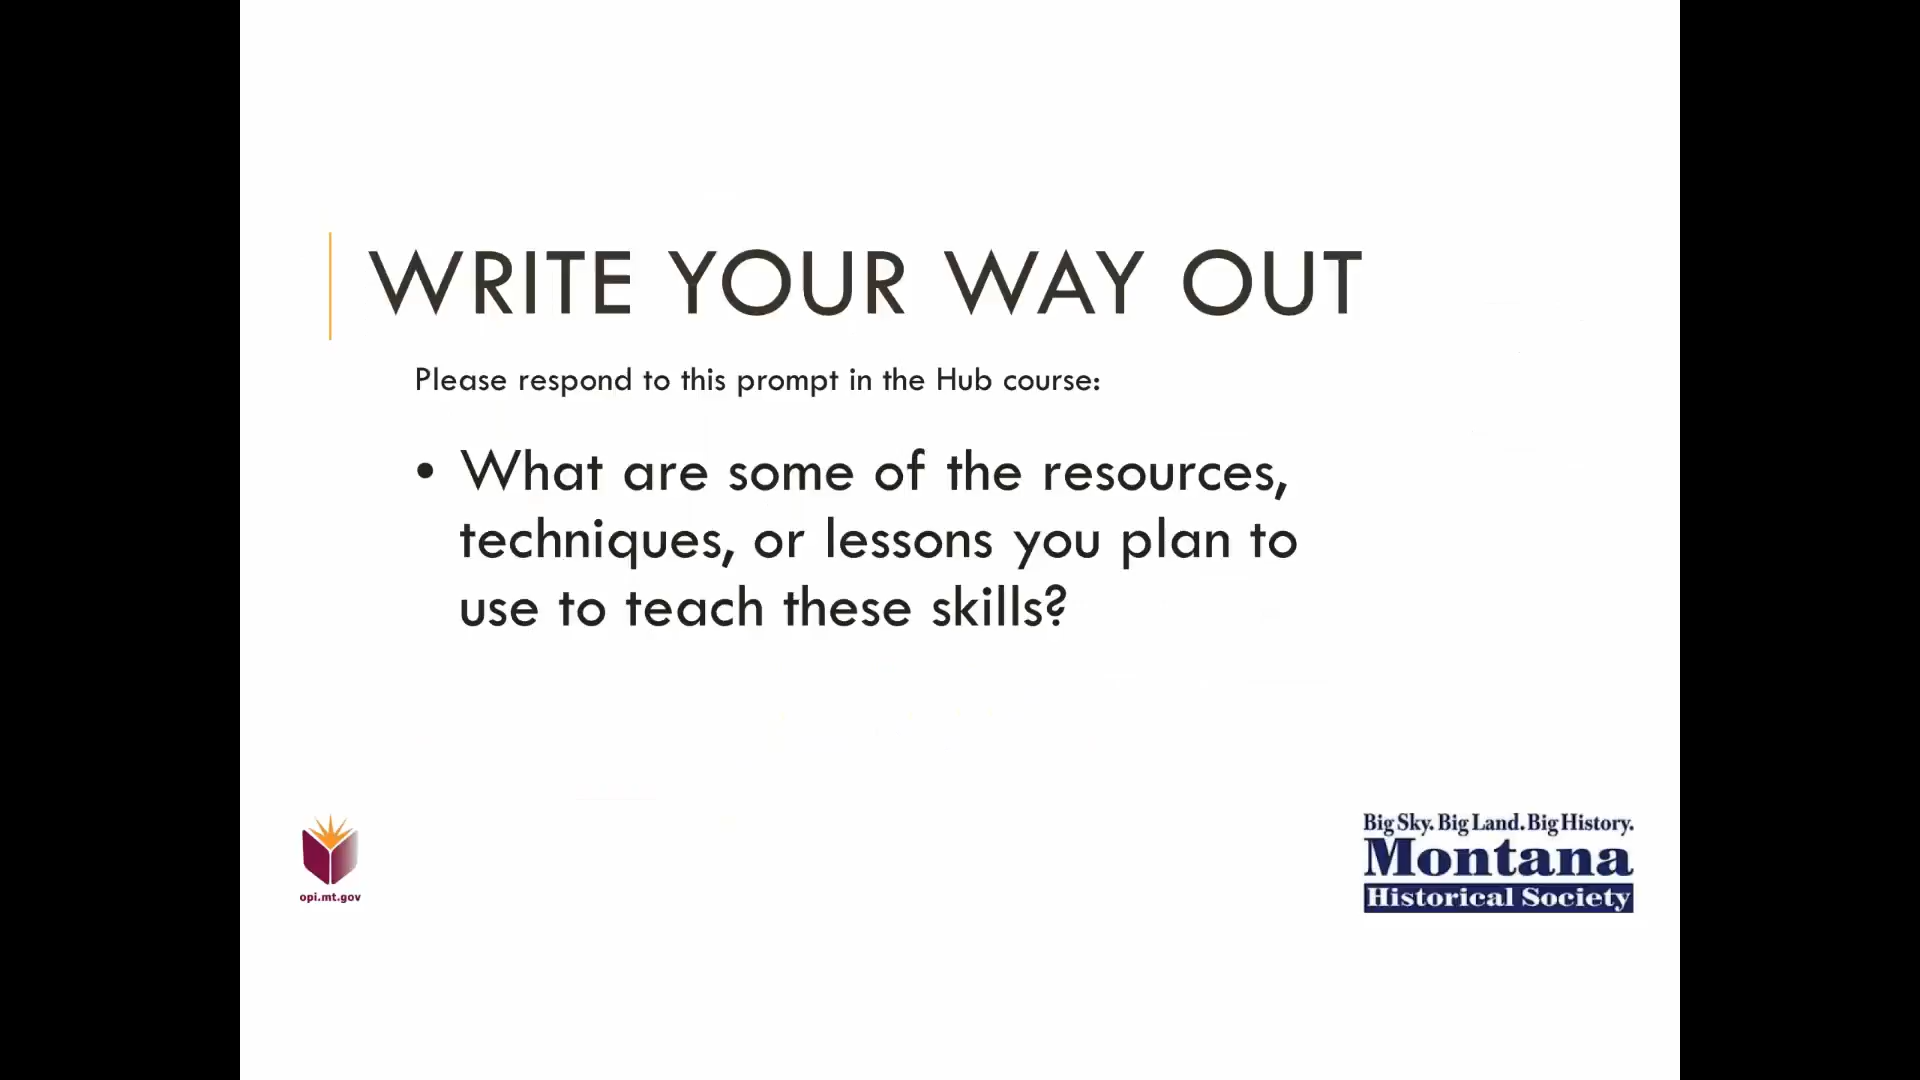 WRITE YOUR WAY OUT
Please respond to this prompt in the Hub course:
• What are some of the resources,
techniques, or lessons you plan to
use to teach these skills?
opi.mt.gov
Big Sky. Big Land. Big History.
Montana
Historical Society